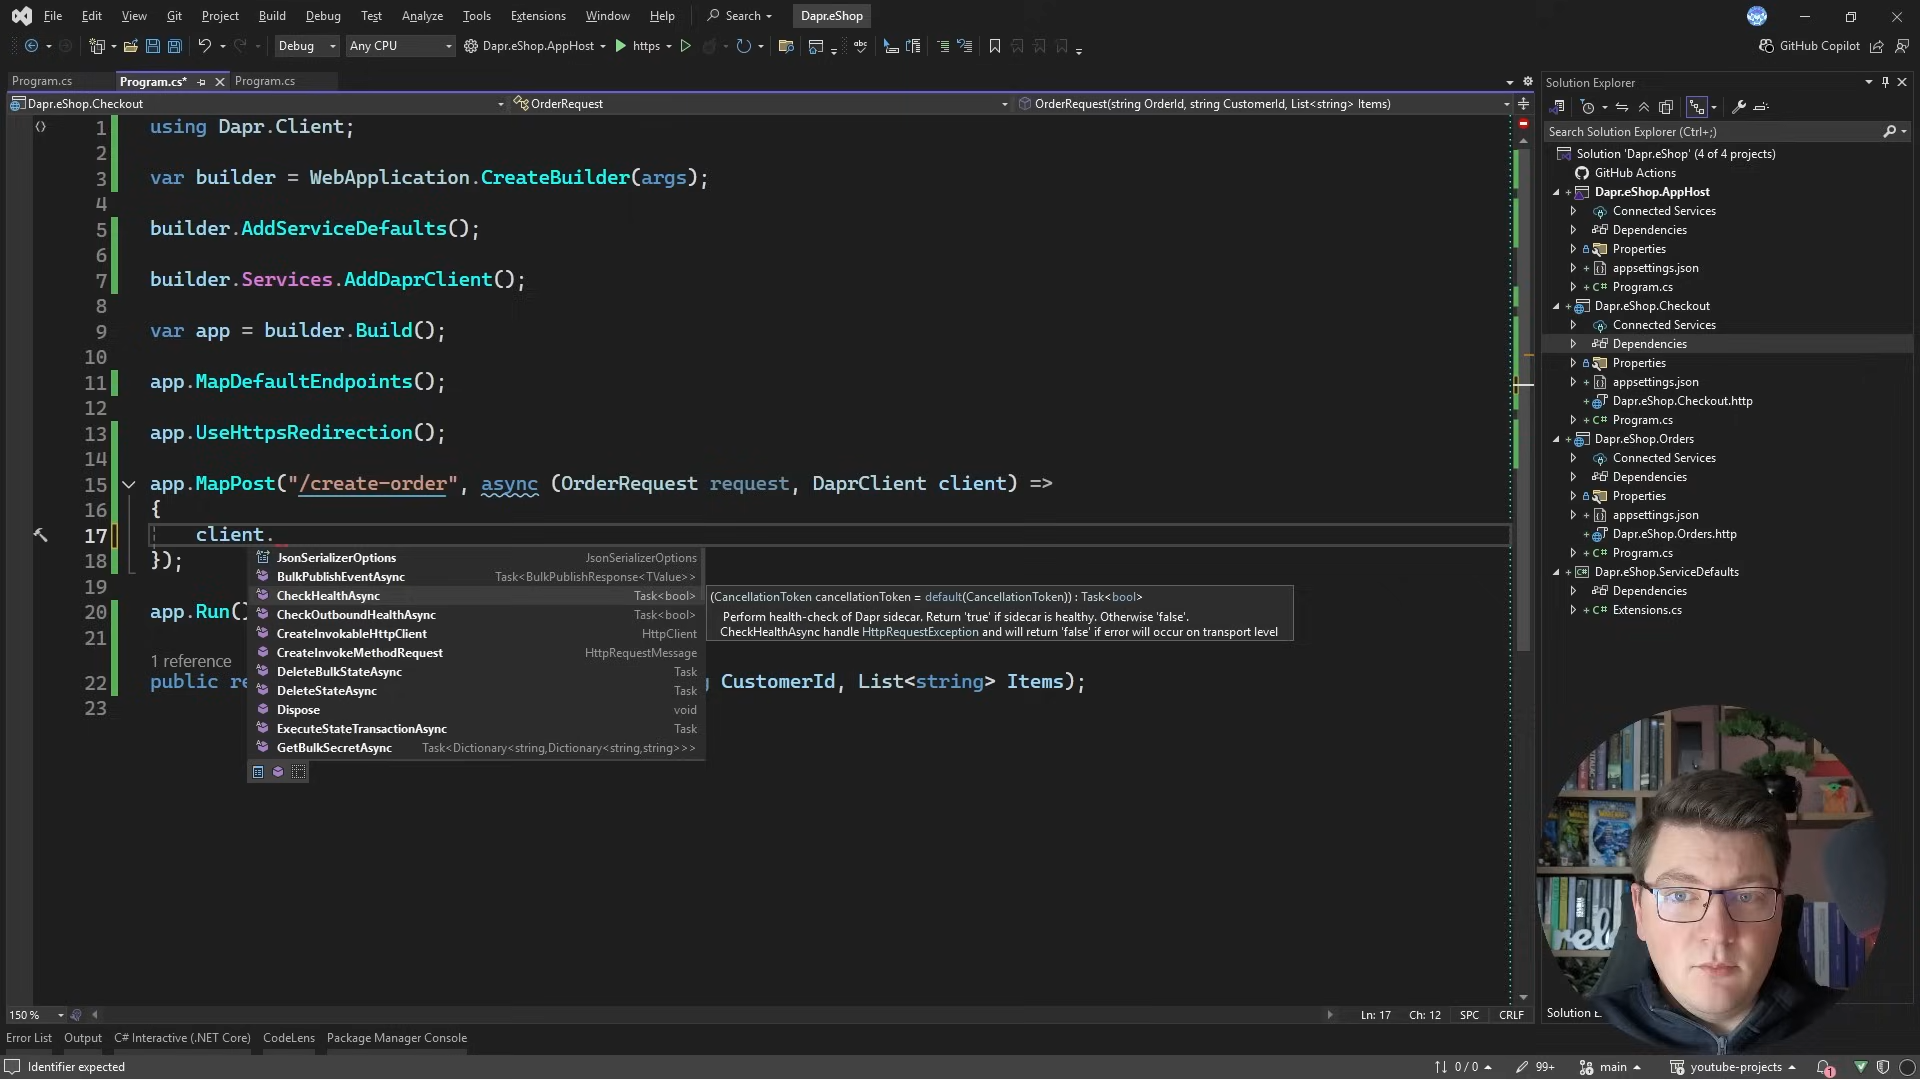 File Edit View Git Project Build Debug Test Analyze Tools Extensions Window Help Search Dapr.eShop
Debug Any CPU Dapr.eShop.AppHost https GitHub Copilot
Program.cs Program.cs* Program.cs
Dapr.eShop.Checkout OrderRequest OrderRequest(string OrderId, string CustomerId, List<string> Items)
1 using Dapr.Client;
2
3 var builder = WebApplication.CreateBuilder(args);
4
5 builder.AddServiceDefaults();
6
7 builder.Services.AddDaprClient();
8
9 var app = builder.Build();
10
11 app.MapDefaultEndpoints();
12
13 app.UseHttpsRedirection();
14
15 app.MapPost("/create-order", async (OrderRequest request, DaprClient client) =>
16 {
17 client.
18 });
19
20 app.Run()
21
1 reference
22 public re CustomerId, List<string> Items);
23
JsonSerializerOptions JsonSerializerOptions
BulkPublishEventAsync Task<BulkPublishResponse<TValue>>
CheckHealthAsync Task<bool>
CheckOutboundHealthAsync Task<bool>
CreateInvokableHttpClient HttpClient
CreateInvokeMethodRequest HttpRequestMessage
DeleteBulkStateAsync Task
DeleteStateAsync Task
Dispose void
ExecuteStateTransactionAsync Task
GetBulkSecretAsync Task<Dictionary<string,Dictionary<string,string>>>
(CancellationToken cancellationToken = default(CancellationToken)) : Task<bool>
Perform health-check of Dapr sidecar. Return 'true' if sidecar is healthy. Otherwise 'false'.
CheckHealthAsync handle HttpRequestException and will return 'false' if error will occur on transport level
Solution Explorer
Search Solution Explorer (Ctrl+;)
Solution 'Dapr.eShop' (4 of 4 projects)
GitHub Actions
Dapr.eShop.AppHost
Connected Services
Dependencies
Properties
appsettings.json
C# Program.cs
Dapr.eShop.Checkout
Connected Services
Dependencies
Properties
appsettings.json
Dapr.eShop.Checkout.http
C# Program.cs
Dapr.eShop.Orders
Connected Services
Dependencies
Properties
appsettings.json
Dapr.eShop.Orders.http
C# Program.cs
Dapr.eShop.ServiceDefaults
Dependencies
C# Extensions.cs
150 % Ln: 17 Ch: 12 SPC CRLF
Solution E
Error List Output C# Interactive (.NET Core) CodeLens Package Manager Console
Identifier expected 0 / 0 99+ main youtube-projects 1